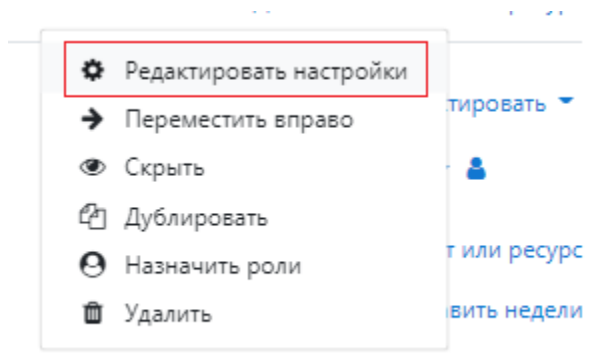 Редактировать настройки
тировать
Переместить вправо
Скрыть
Дублировать
т или ресурс
Назначить роли
Удалить
вить недели